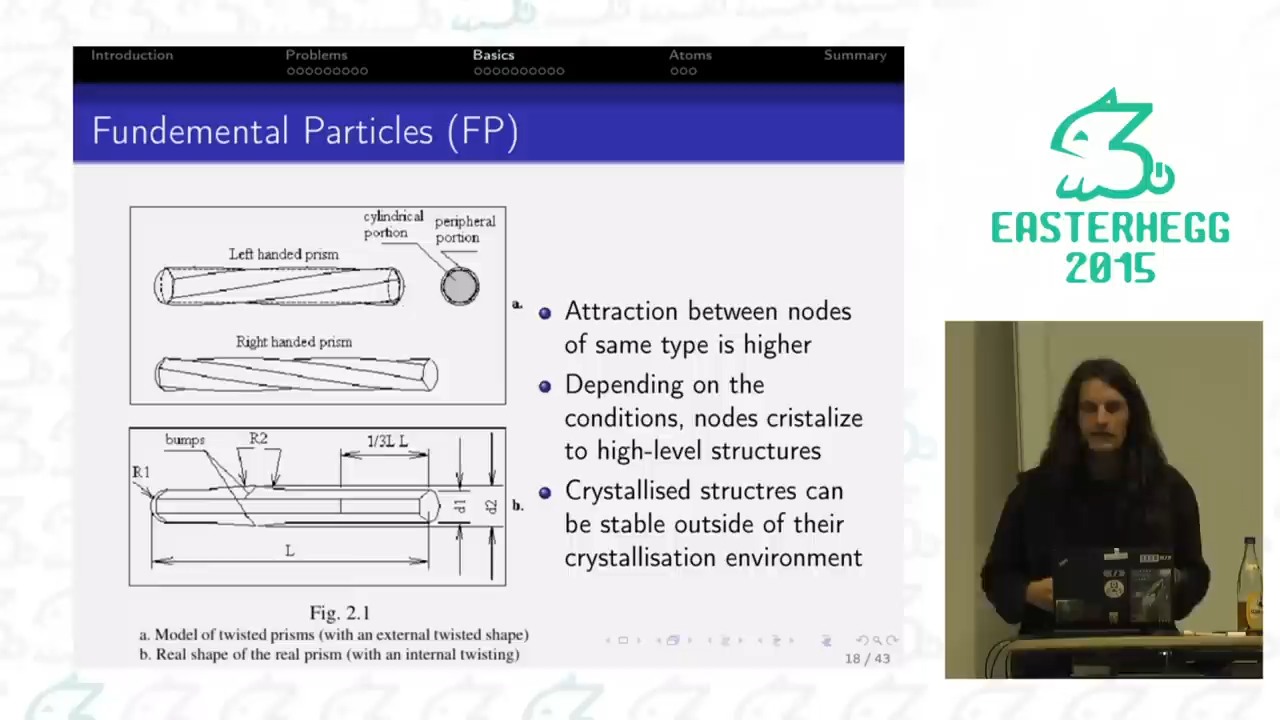 Introduction
Problems
Basics
Atoms
Summary
Fundemental Particles (FP)
cylindrical
portion
peripheral
portion
Left handed prism
a.
Right handed prism
bumps
R2
1/3L L
R1
d1
d2
b.
L
Fig. 2.1
a. Model of twisted prisms (with an external twisted shape)
b. Real shape of the real prism (with an internal twisting)
Attraction between nodes
of same type is higher
Depending on the
conditions, nodes cristalize
to high-level structures
Crystallised structres can
be stable outside of their
crystallisation environment
18 / 43
EASTERHEGG
2015